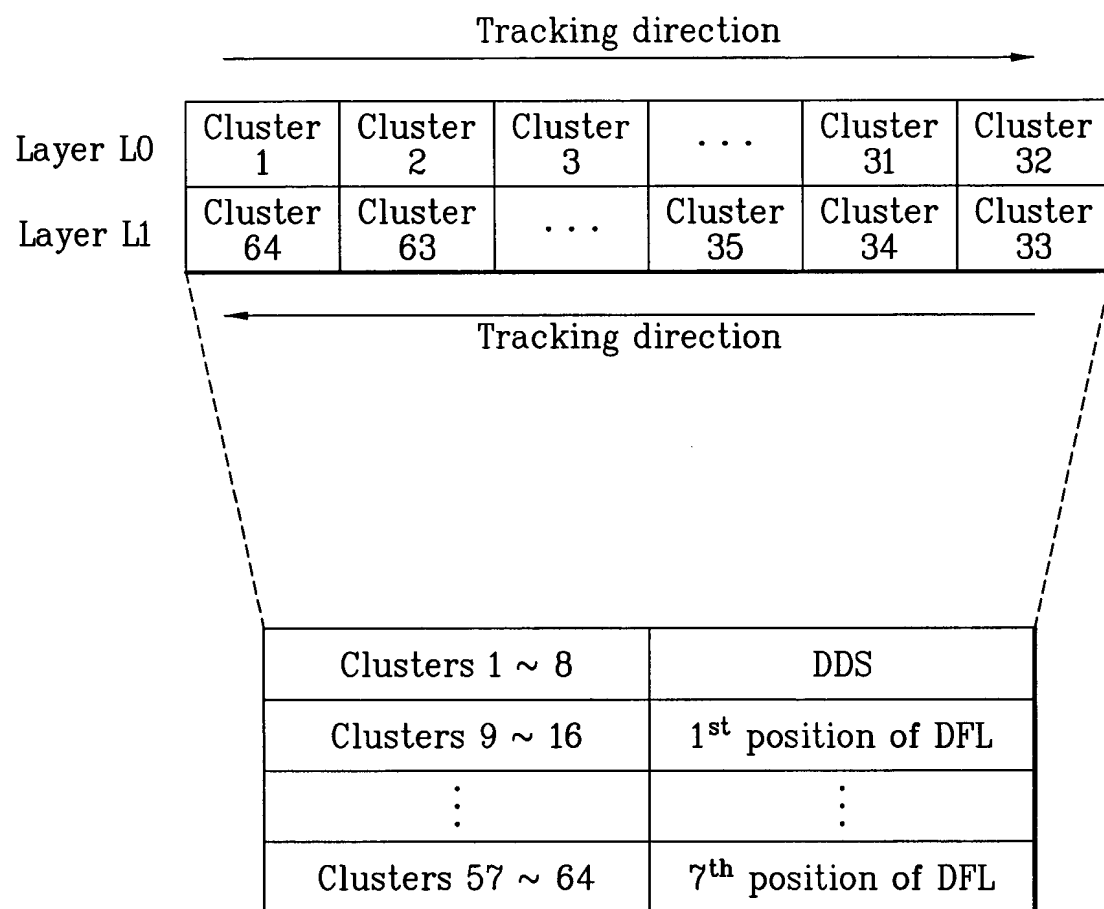 Tracking direction
Layer L0
Cluster 1
Cluster 2
Cluster 3
. . .
Cluster 31
Cluster 32
Layer L1
Cluster 64
Cluster 63
. . .
Cluster 35
Cluster 34
Cluster 33
Tracking direction
Clusters 1 ~ 8
DDS
Clusters 9 ~ 16
1st position of DFL
⋮
⋮
Clusters 57 ~ 64
7th position of DFL